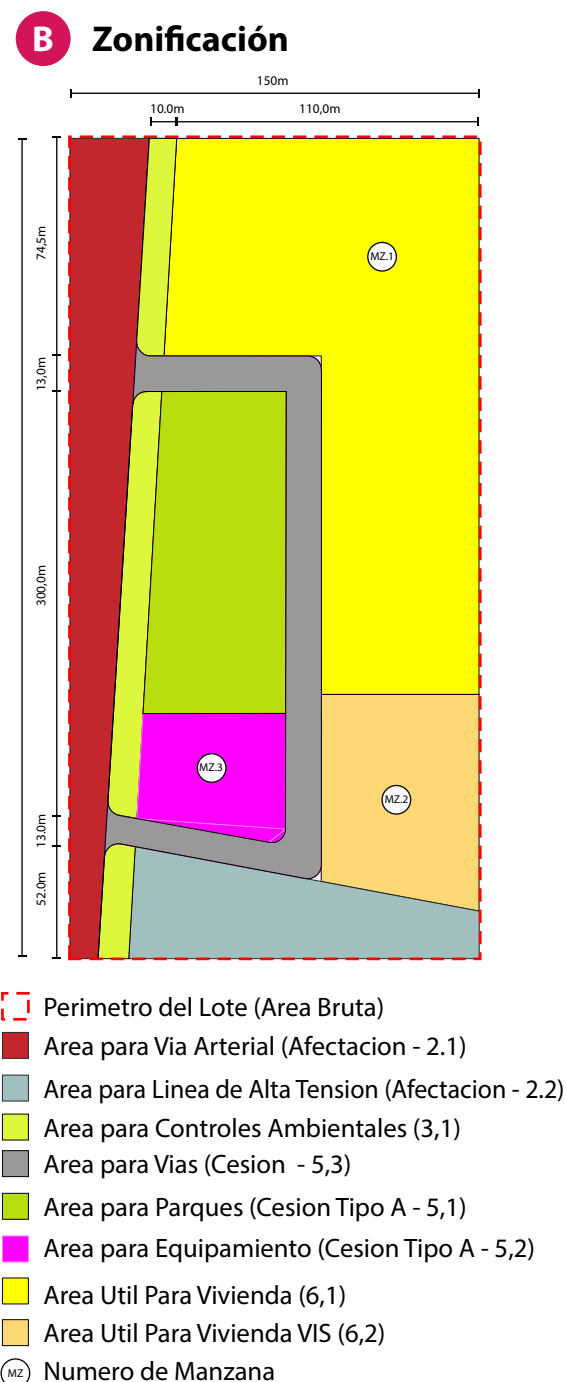 B Zonificación
150m
10.0m 110,0m
74,5m
13,0m
300,0m
13.0m
52.0m
MZ.1
MZ.3
MZ.2
Perimetro del Lote (Area Bruta)
Area para Via Arterial (Afectacion - 2.1)
Area para Linea de Alta Tension (Afectacion - 2.2)
Area para Controles Ambientales (3,1)
Area para Vias (Cesion - 5,3)
Area para Parques (Cesion Tipo A - 5,1)
Area para Equipamiento (Cesion Tipo A - 5,2)
Area Util Para Vivienda (6,1)
Area Util Para Vivienda VIS (6,2)
MZ Numero de Manzana